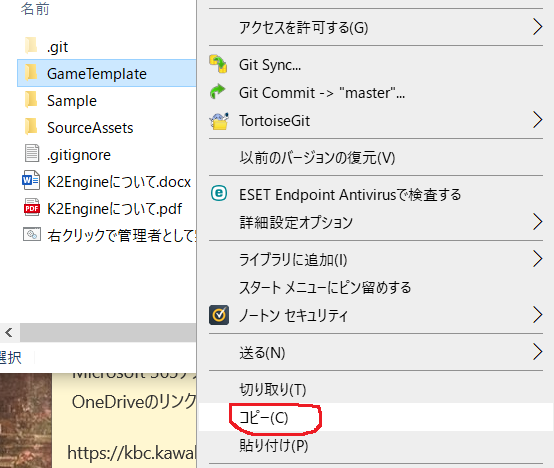 名前
.git
GameTemplate
Sample
SourceAssets
.gitignore
K2Engineについて.docx
K2Engineについて.pdf
右クリックで管理者として
選択
OneDriveのリンク
https://kbc.kawai
アクセスを許可する(G)
Git Sync...
Git Commit -> "master"...
TortoiseGit
以前のバージョンの復元(V)
ESET Endpoint Antivirusで検査する
詳細設定オプション
ライブラリに追加(I)
スタート メニューにピン留めする
ノートン セキュリティ
送る(N)
切り取り(T)
コピー(C)
貼り付け(P)